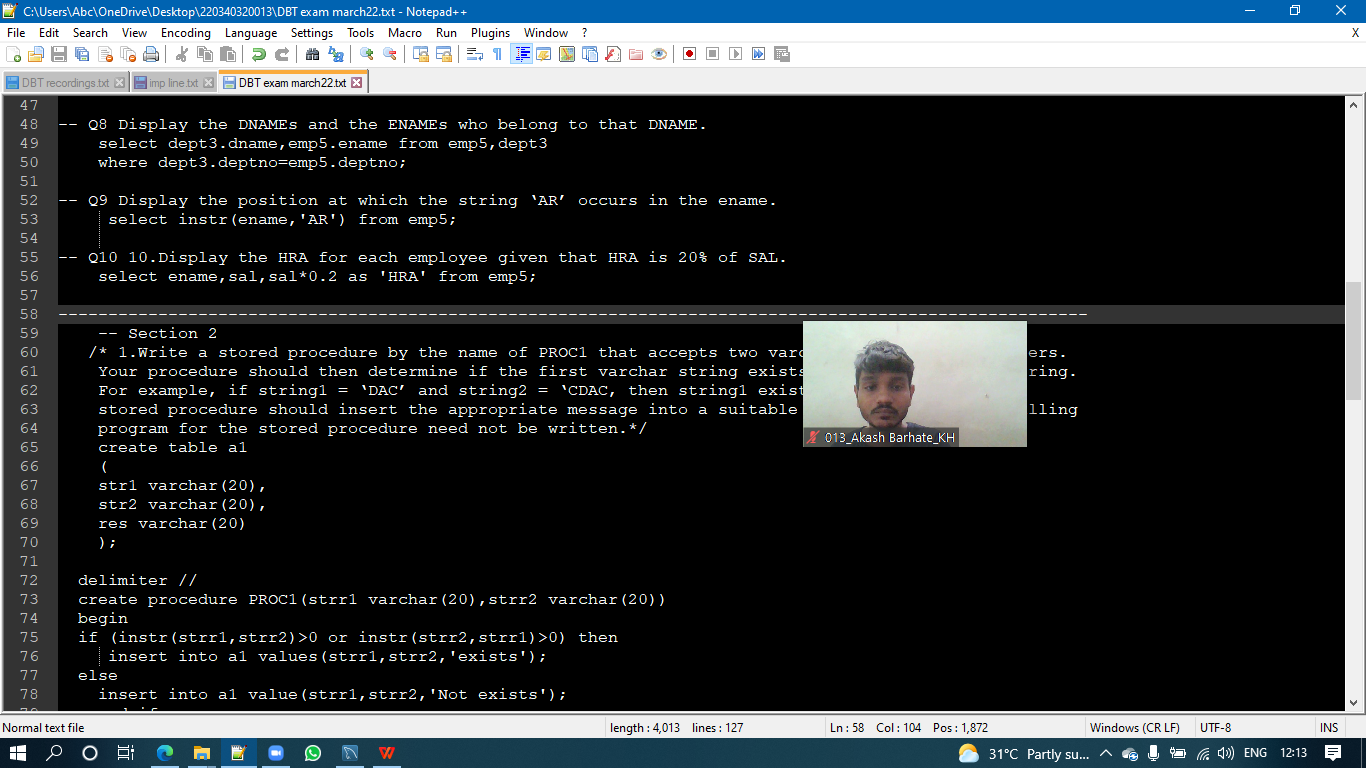 C:\Users\Abc\OneDrive\Desktop\220340320013\DBT exam march22.txt - Notepad++
File Edit Search View Encoding Language Settings Tools Macro Run Plugins Window ? X
DBT recordings.txt imp line.txt DBT exam march22.txt
47
48 -- Q8 Display the DNAMEs and the ENAMEs who belong to that DNAME.
49 select dept3.dname,emp5.ename from emp5,dept3
50 where dept3.deptno=emp5.deptno;
51
52 -- Q9 Display the position at which the string ‘AR’ occurs in the ename.
53 select instr(ename,'AR') from emp5;
54
55 -- Q10 10.Display the HRA for each employee given that HRA is 20% of SAL.
56 select ename,sal,sal*0.2 as 'HRA' from emp5;
57
58 -------------------------------------------------------------------------------------------------------
59 -- Section 2
60 /* 1.Write a stored procedure by the name of PROC1 that accepts two varc ers.
61 Your procedure should then determine if the first varchar string exists ring.
62 For example, if string1 = ‘DAC’ and string2 = ‘CDAC, then string1 exist
63 stored procedure should insert the appropriate message into a suitable lling
64 program for the stored procedure need not be written.*/
65 create table a1
66 (
67 str1 varchar(20),
68 str2 varchar(20),
69 res varchar(20)
70 );
71
72 delimiter //
73 create procedure PROC1(strr1 varchar(20),strr2 varchar(20))
74 begin
75 if (instr(strr1,strr2)>0 or instr(strr2,strr1)>0) then
76 insert into a1 values(strr1,strr2,'exists');
77 else
78 insert into a1 value(strr1,strr2,'Not exists');
013_Akash Barhate_KH
Normal text file length : 4,013 lines : 127 Ln : 58 Col : 104 Pos : 1,872 Windows (CR LF) UTF-8 INS
31°C Partly su... ENG 12:13